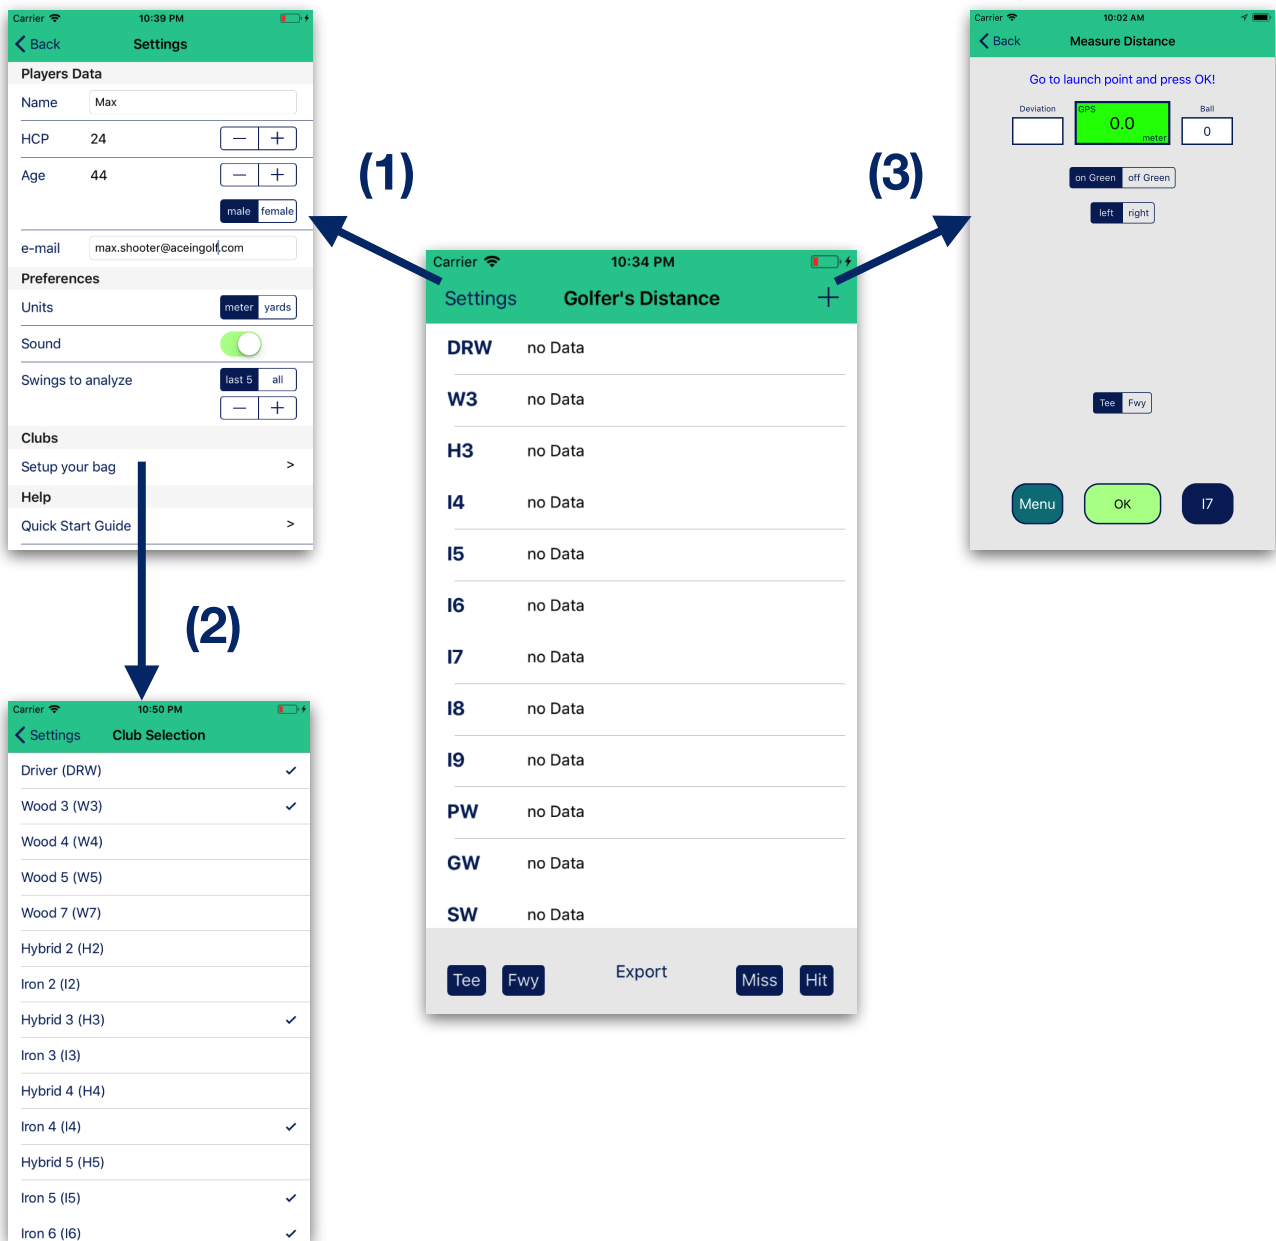 Carrier 10:39 PM
Back Settings
Players Data
Name Max
HCP 24 — +
Age 44 — +
male female
e-mail max.shooter@aceingolf.com
Preferences
Units meter yards
Sound
Swings to analyze last 5 all
— +
Clubs
Setup your bag >
Help
Quick Start Guide >
(1)
(2)
Carrier 10:50 PM
Settings Club Selection
Driver (DRW)
Wood 3 (W3)
Wood 4 (W4)
Wood 5 (W5)
Wood 7 (W7)
Hybrid 2 (H2)
Iron 2 (I2)
Hybrid 3 (H3)
Iron 3 (I3)
Hybrid 4 (H4)
Iron 4 (I4)
Hybrid 5 (H5)
Iron 5 (I5)
Iron 6 (I6)
Carrier 10:34 PM
Settings Golfer's Distance +
DRW no Data
W3 no Data
H3 no Data
I4 no Data
I5 no Data
I6 no Data
I7 no Data
I8 no Data
I9 no Data
PW no Data
GW no Data
SW no Data
Tee Fwy Export Miss Hit
(3)
Carrier 10:02 AM
Back Measure Distance
Go to launch point and press OK!
Deviation GPS Ball
0.0 0
meter
on Green off Green
left right
Tee Fwy
Menu OK I7